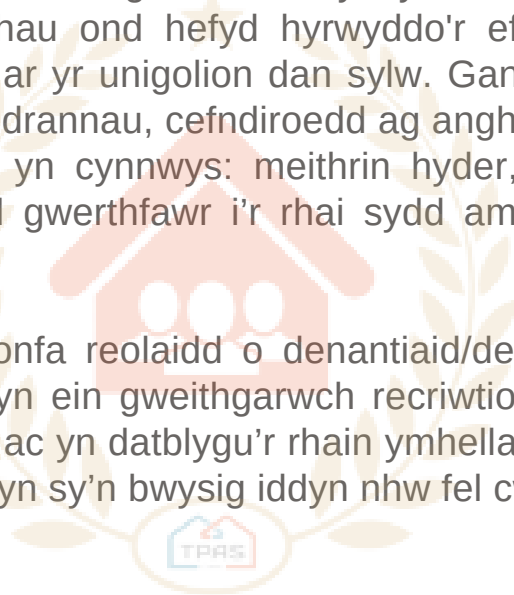 nau ond hefyd hyrwyddo'r ef
ar yr unigolion dan sylw. Gan
drannau, cefndiroedd ag angh
yn cynnwys: meithrin hyder,
gwerthfawr i’r rhai sydd am
onfa reolaidd o denantiaid/de
yn ein gweithgarwch recriwtio
ac yn datblygu’r rhain ymhella
yn sy’n bwysig iddyn nhw fel
TPAS